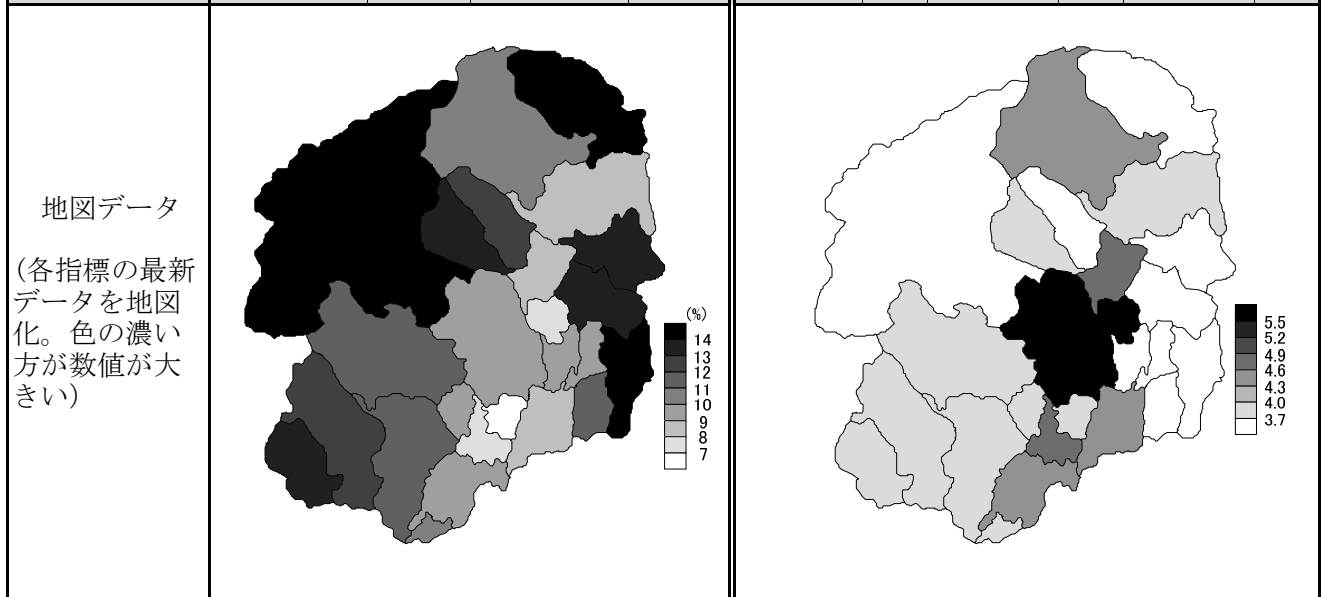 地図データ
(各指標の最新
データを地図
化。色の濃い
方が数値が大
きい)
(%)
14
13
12
11
10
9
8
7
5.5
5.2
4.9
4.6
4.3
4.0
3.7